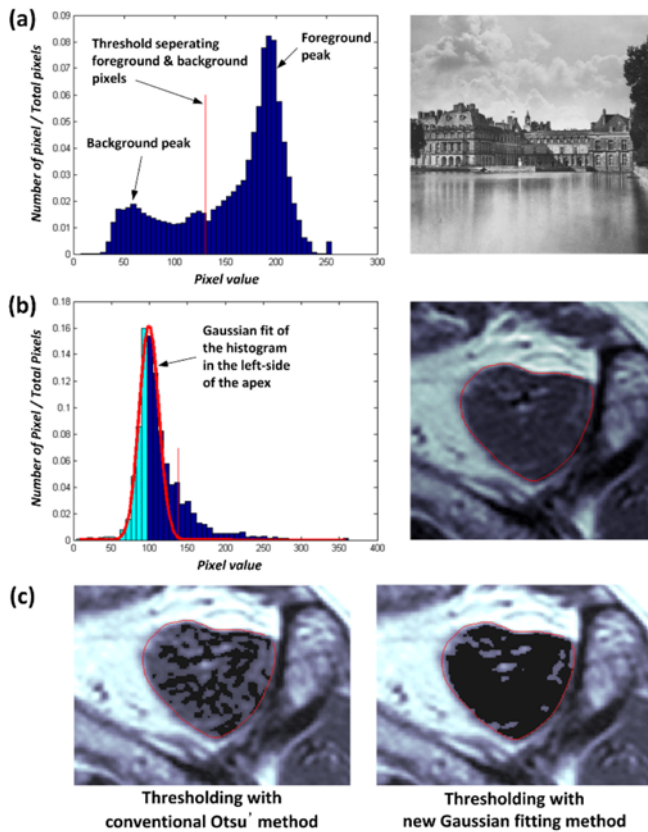 (a)
0.09
0.08
0.07
0.06
0.05
0.04
0.03
0.02
0.01
0
Number of pixel / Total pixels
Threshold seperating
foreground & background
pixels
Foreground
peak
Background peak
0 50 100 150 200 250 300
Pixel value
(b)
0.18
0.16
0.14
0.12
0.1
0.08
0.06
0.04
0.02
0
Number of Pixel / Total Pixels
Gaussian fit of
the histogram
in the left-side
of the apex
0 50 100 150 200 250 300 350 400
Pixel value
(c)
Thresholding with
conventional Otsu' method
Thresholding with
new Gaussian fitting method